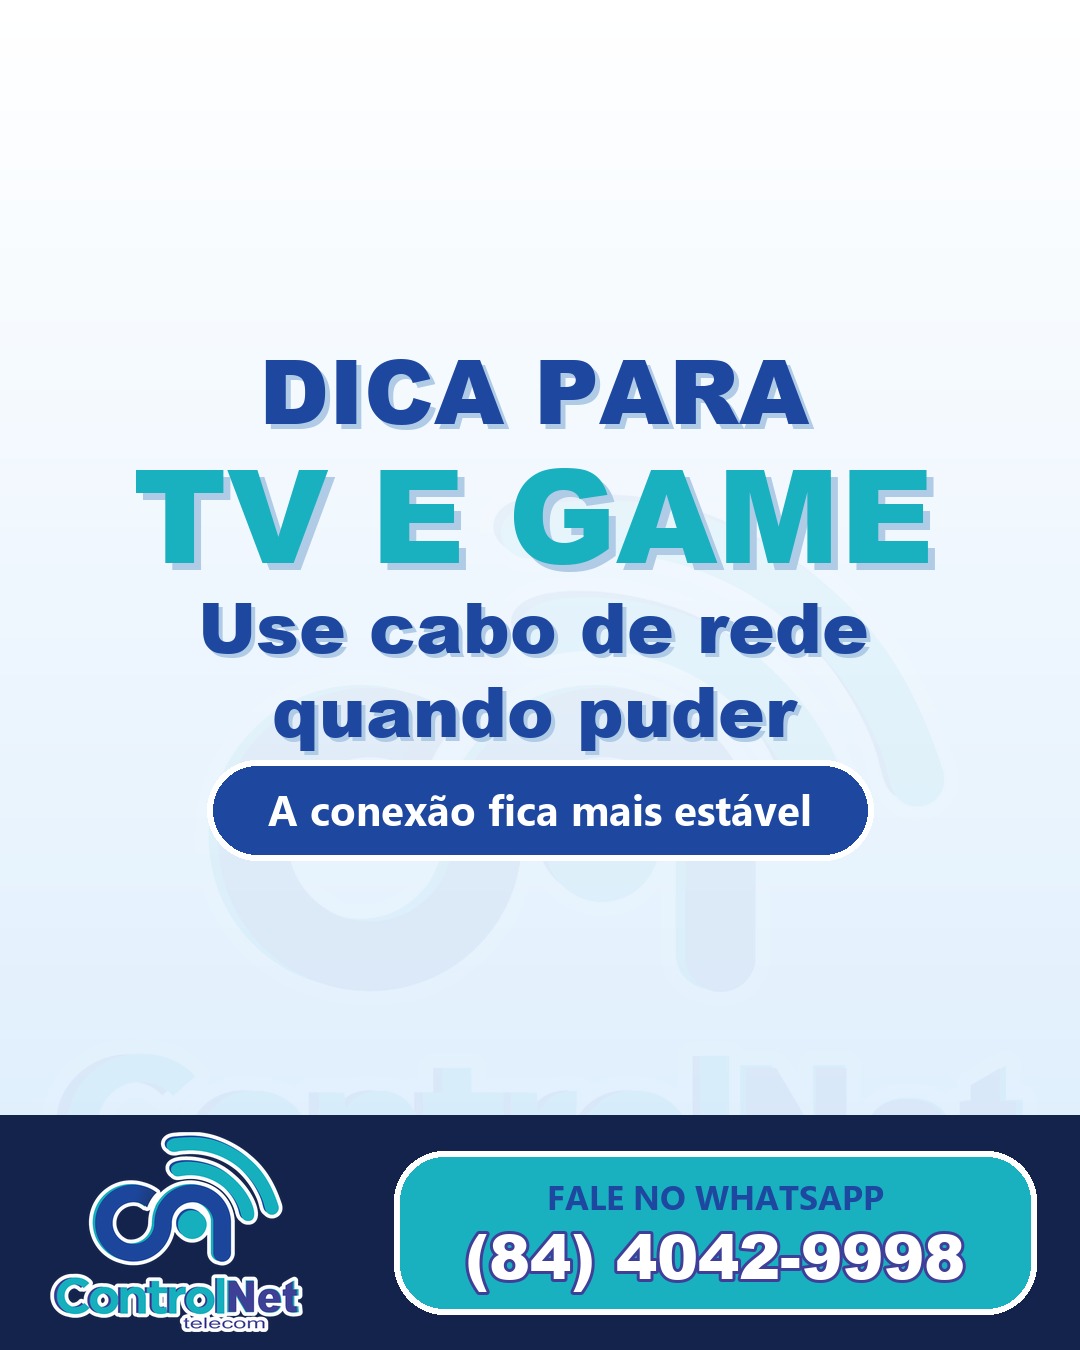 DICA PARA
TV E GAME
Use cabo de rede
quando puder
A conexão fica mais estável
ControlNet
ControlNet
telecom
FALE NO WHATSAPP
(84) 4042-9998